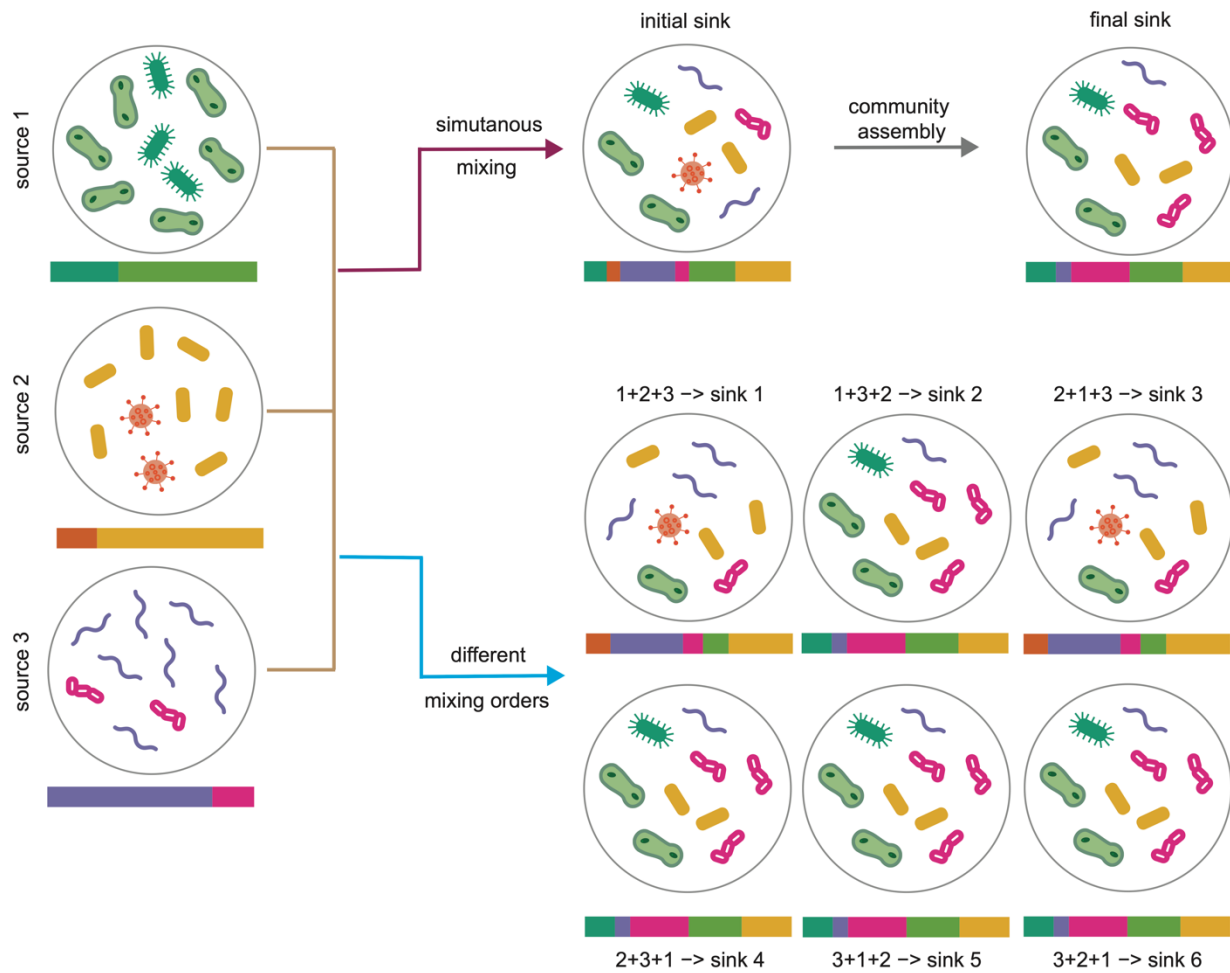 initial sink
final sink
source 1
simutanous
mixing
community
assembly
source 2
1+2+3 −> sink 1
1+3+2 −> sink 2
2+1+3 −> sink 3
source 3
different
mixing orders
2+3+1 −> sink 4
3+1+2 −> sink 5
3+2+1 −> sink 6